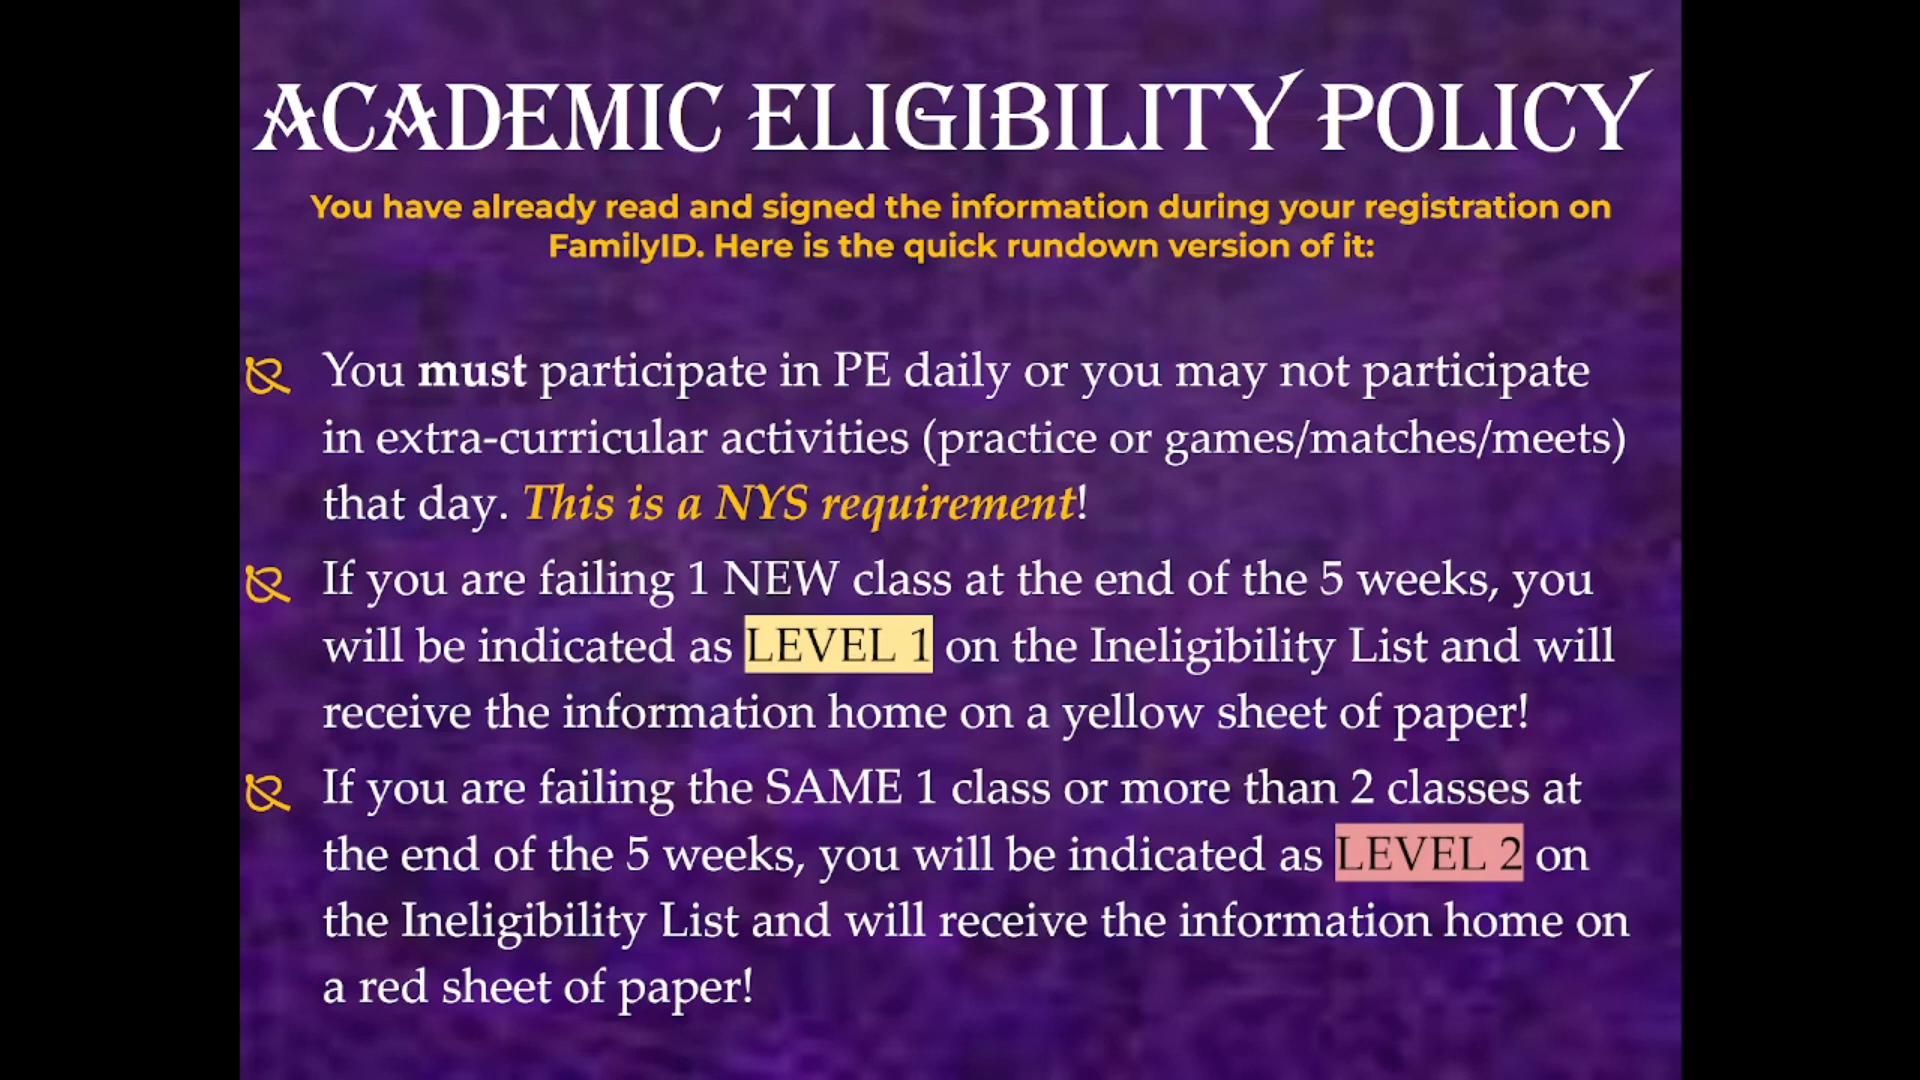 ACADEMIC ELIGIBILITY POLICY
You have already read and signed the information during your registration on
FamilyID. Here is the quick rundown version of it:
You must participate in PE daily or you may not participate
in extra-curricular activities (practice or games/matches/meets)
that day. This is a NYS requirement!
If you are failing 1 NEW class at the end of the 5 weeks, you
will be indicated as LEVEL 1 on the Ineligibility List and will
receive the information home on a yellow sheet of paper!
If you are failing the SAME 1 class or more than 2 classes at
the end of the 5 weeks, you will be indicated as LEVEL 2 on
the Ineligibility List and will receive the information home on
a red sheet of paper!